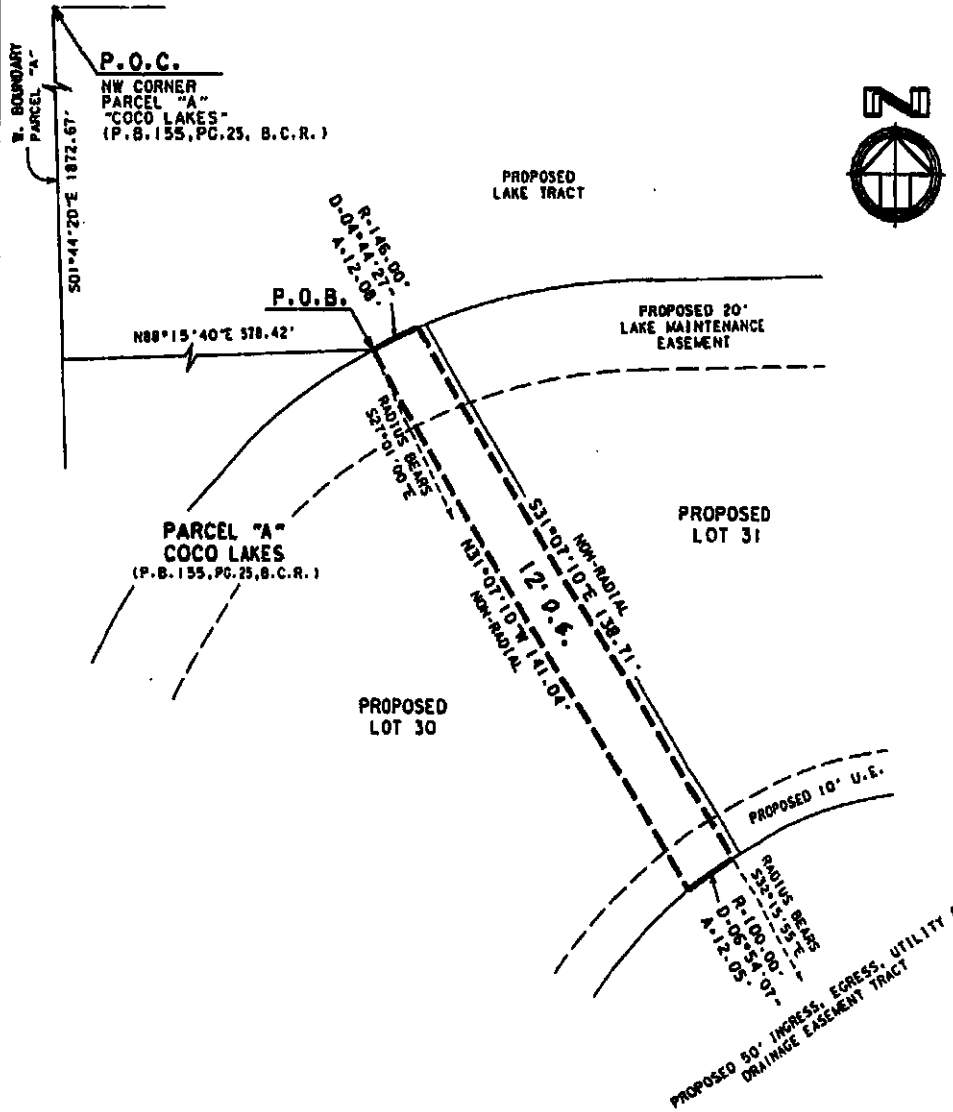 W. BOUNDARY
PARCEL "A"
P.O.C.
NW CORNER
PARCEL "A"
"COCO LAKES"
(P.B.155,PG.25, B.C.R.)
S01°44'20"E 1872.67'
N
PROPOSED
LAKE TRACT
R=146.00'
D=04°44'27"
A=12.08'
P.O.B.
N88°15'40"E 578.42'
PROPOSED 20'
LAKE MAINTENANCE
EASEMENT
RADIUS BEARS
S27°01'00"E
PARCEL "A"
COCO LAKES
(P.B.155,PG.25,B.C.R.)
NON-RADIAL
S31°07'10"E 138.71'
12' D.E.
N31°07'10"W 141.04'
NON-RADIAL
PROPOSED
LOT 31
PROPOSED
LOT 30
PROPOSED 10' U.E.
RADIUS BEARS
S32°15'55"E
R=100.00'
D=06°54'07"
A=12.05'
PROPOSED 50' INGRESS, EGRESS, UTILITY
DRAINAGE EASEMENT TRACT